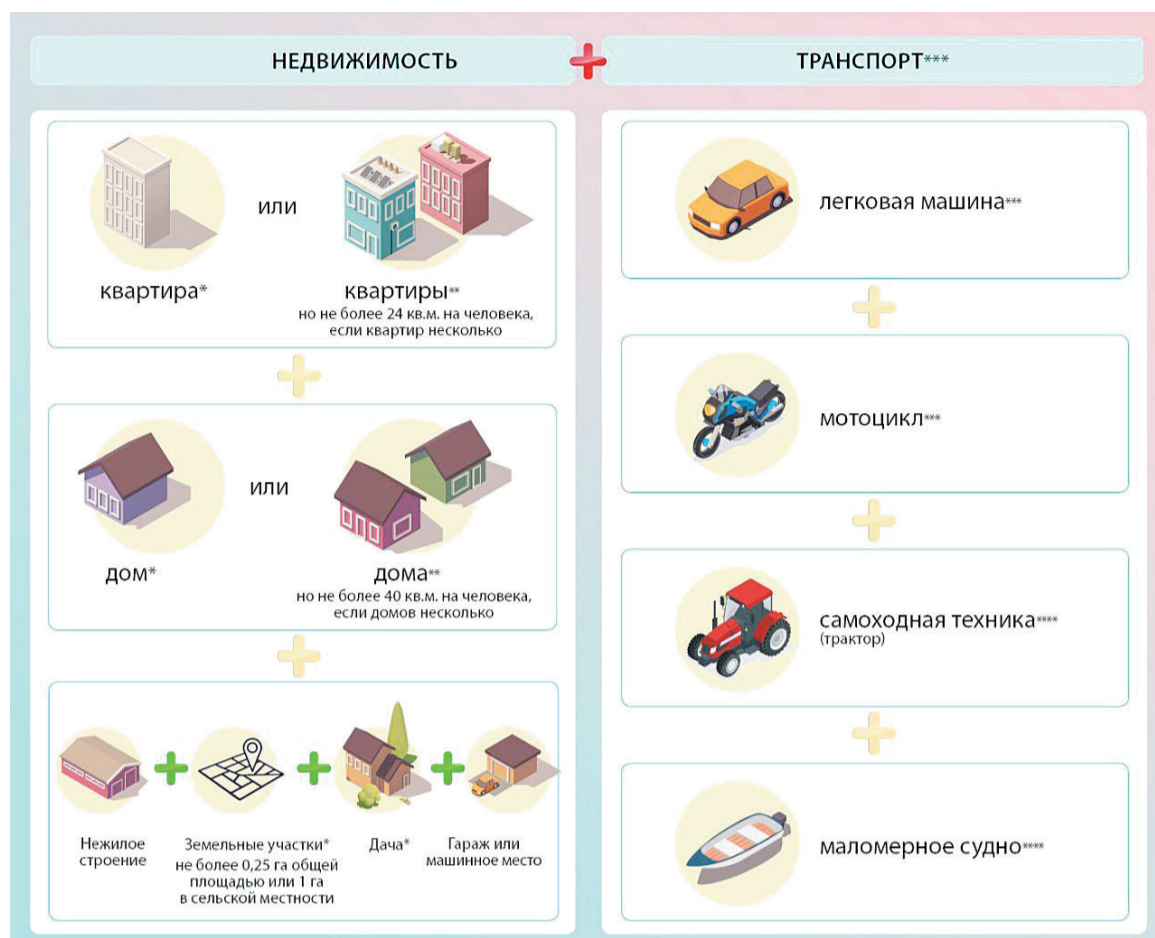 НЕДВИЖИМОСТЬ
ТРАНСПОРТ***
квартира*
или
квартиры**
но не более 24 кв.м. на человека,
если квартир несколько
дом*
или
дома**
но не более 40 кв.м. на человека,
если домов несколько
Нежилое
строение
Земельные участки*
не более 0,25 га общей
площадью или 1 га
в сельской местности
Дача*
Гараж или
машинное место
легковая машина***
мотоцикл***
самоходная техника****
(трактор)
маломерное судно****